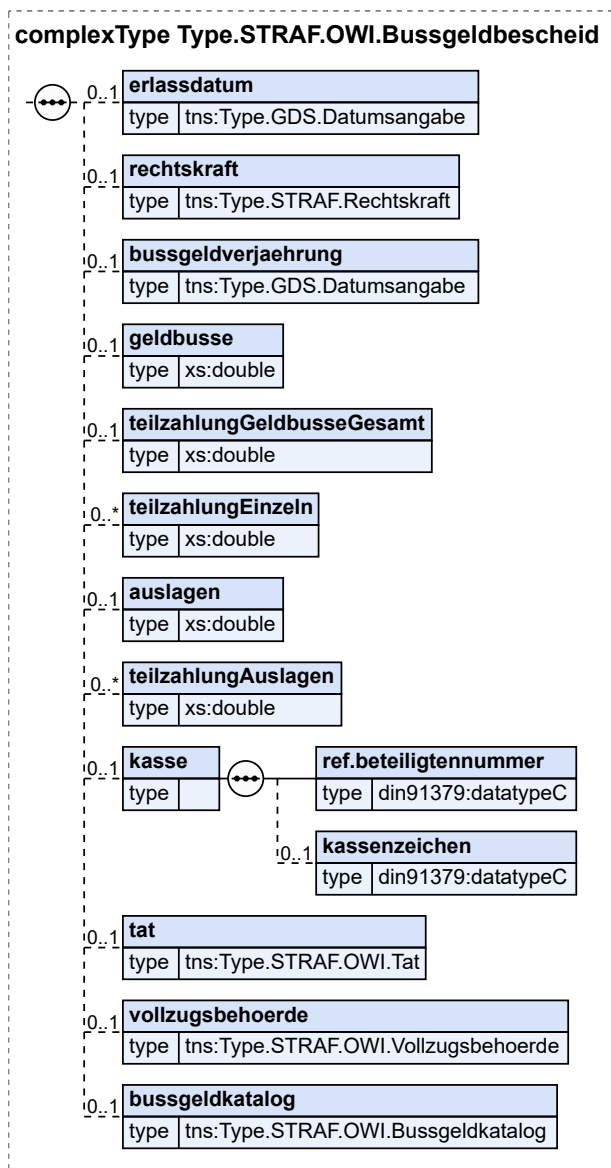 complexType Type.STRAF.OWI.Bussgeldbescheid
0..1 erlassdatum
type tns:Type.GDS.Datumsangabe
0..1 rechtskraft
type tns:Type.STRAF.Rechtskraft
0..1 bussgeldverjaehrung
type tns:Type.GDS.Datumsangabe
0..1 geldbusse
type xs:double
0..1 teilzahlungGeldbusseGesamt
type xs:double
0..* teilzahlungEinzeln
type xs:double
0..1 auslagen
type xs:double
0..* teilzahlungAuslagen
type xs:double
0..1 kasse ref.beteiligtennummer
type type din91379:datatypeC
0..1 kassenzeichen
type din91379:datatypeC
0..1 tat
type tns:Type.STRAF.OWI.Tat
0..1 vollzugsbehoerde
type tns:Type.STRAF.OWI.Vollzugsbehoerde
0..1 bussgeldkatalog
type tns:Type.STRAF.OWI.Bussgeldkatalog